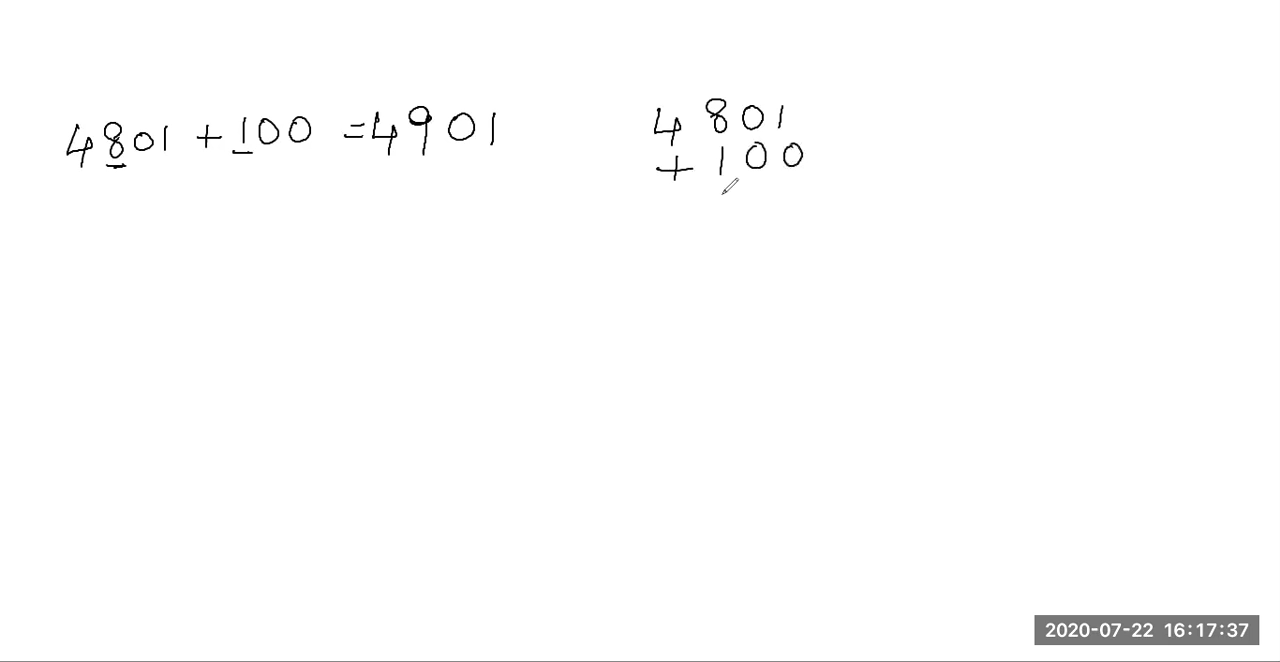 4801 + 100 = 4901
4801
+ 100
2020-07-22 16:17:37